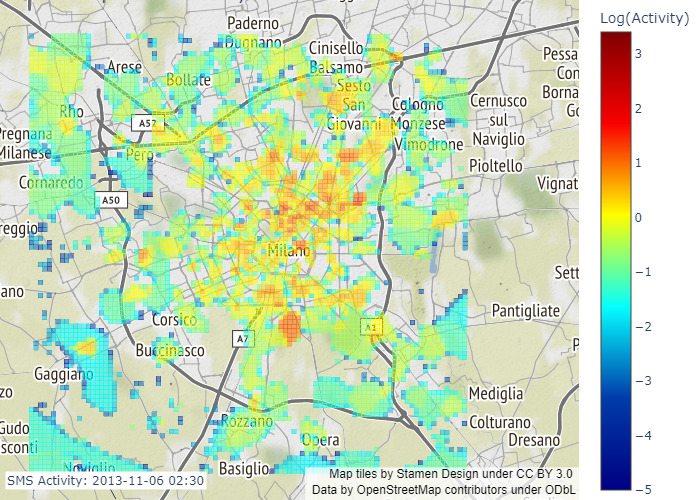 Log(Activity)
3
2
1
0
−1
−2
−3
−4
−5
Paderno
Dugnano
Cinisello
Balsamo
Arese
Bollate
Sesto
San
Giovanni
Cologno
Monzese
Cernusco
sul
Naviglio
Pessa
Con
Borna
Go
Rho
A52
Pregnana
Milanese
Pero
Vimodrone
Pioltello
Cornaredo
A50
Vignat
reggio
Milano
Sett
ano
Pantigliate
Corsico
A7
A1
Buccinasco
P
Gaggiano
zo
Mediglia
Colturano
Dresano
Gudo
sconti
Rozzano
Opera
Noviglio
Basiglio
SMS Activity: 2013-11-06 02:30
Map tiles by Stamen Design under CC BY 3.0
Data by OpenStreetMap contributors under ODbL